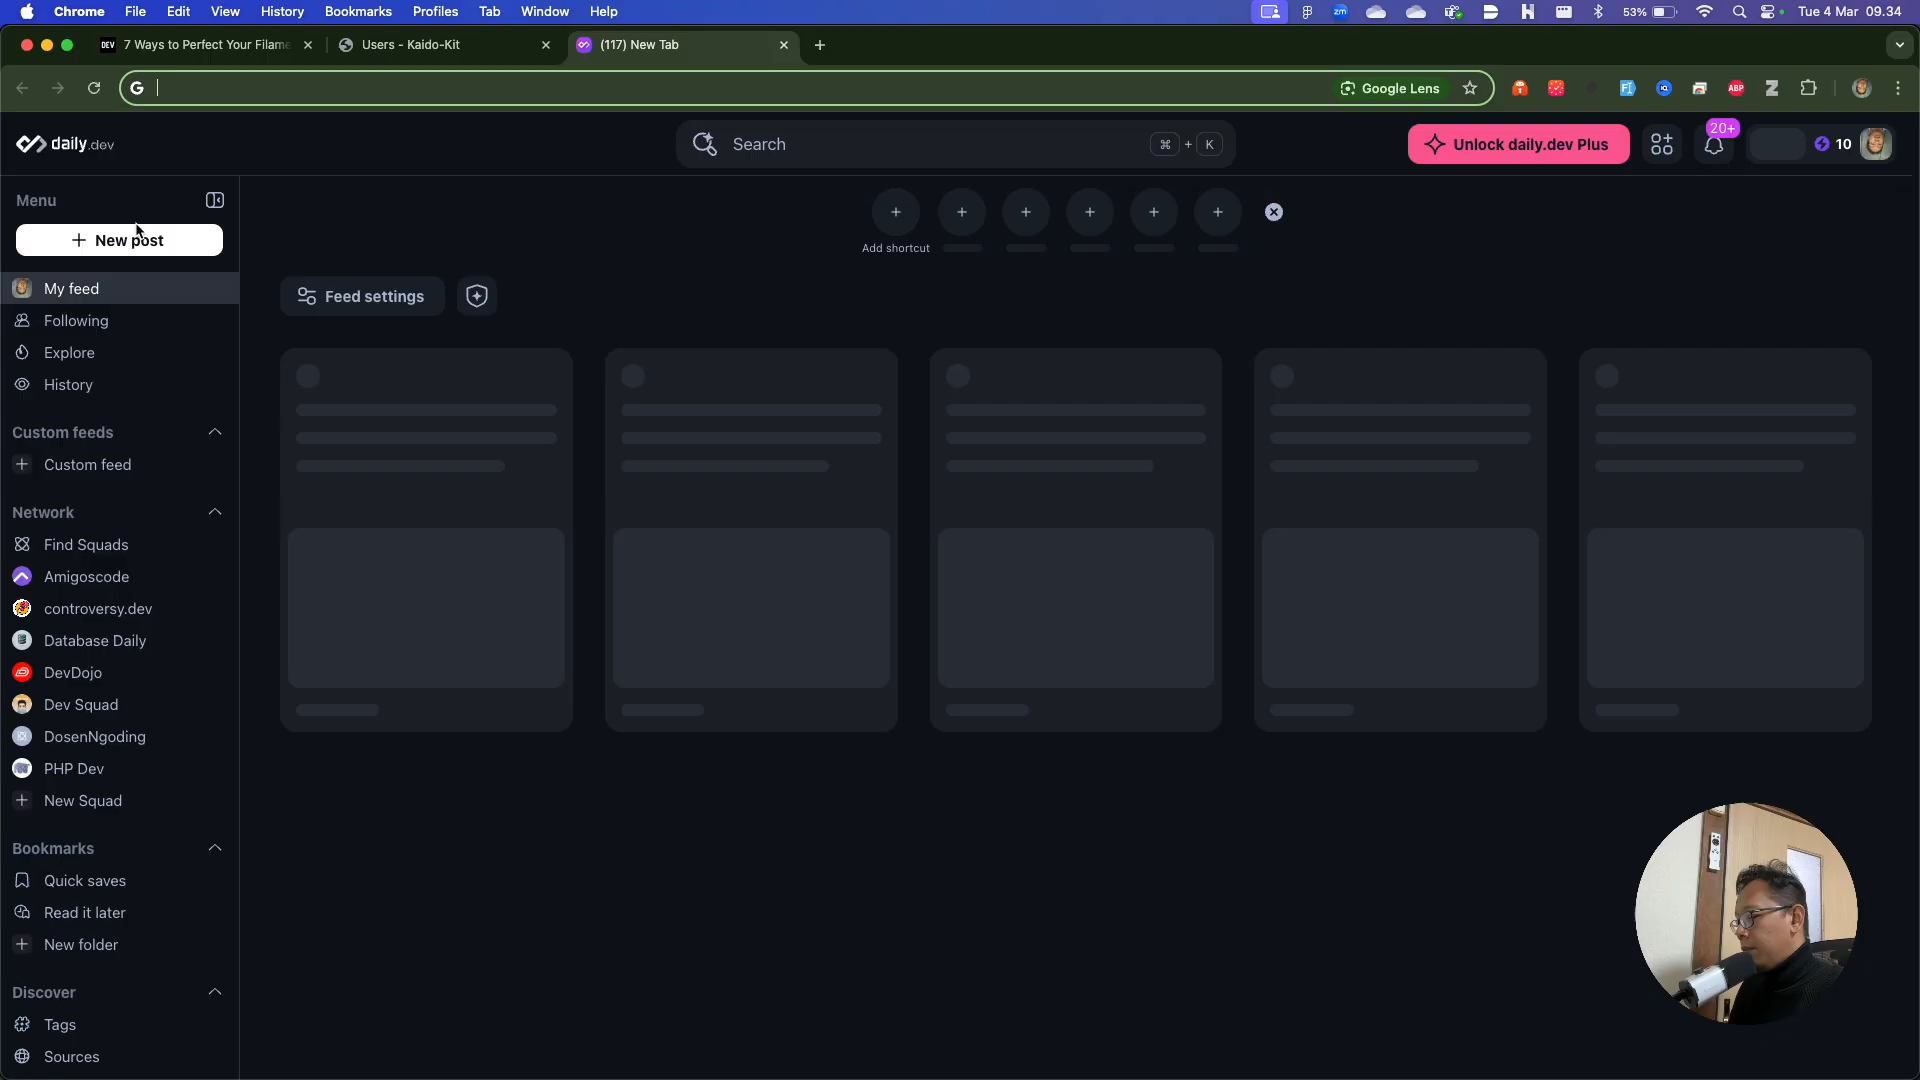 Chrome File Edit View History Bookmarks Profiles Tab Window Help
zm 53% Tue 4 Mar 09.34
DEV 7 Ways to Perfect Your Filame
Users - Kaido-Kit
(117) New Tab
G Google Lens
ABP
daily.dev
Search
⌘ + K
Unlock daily.dev Plus
20+
10
Menu
New post
Add shortcut
My feed
Feed settings
Following
Explore
History
Custom feeds
Custom feed
Network
Find Squads
Amigoscode
controversy.dev
Database Daily
DevDojo
Dev Squad
DosenNgoding
PHP Dev
New Squad
Bookmarks
Quick saves
Read it later
New folder
Discover
Tags
Sources